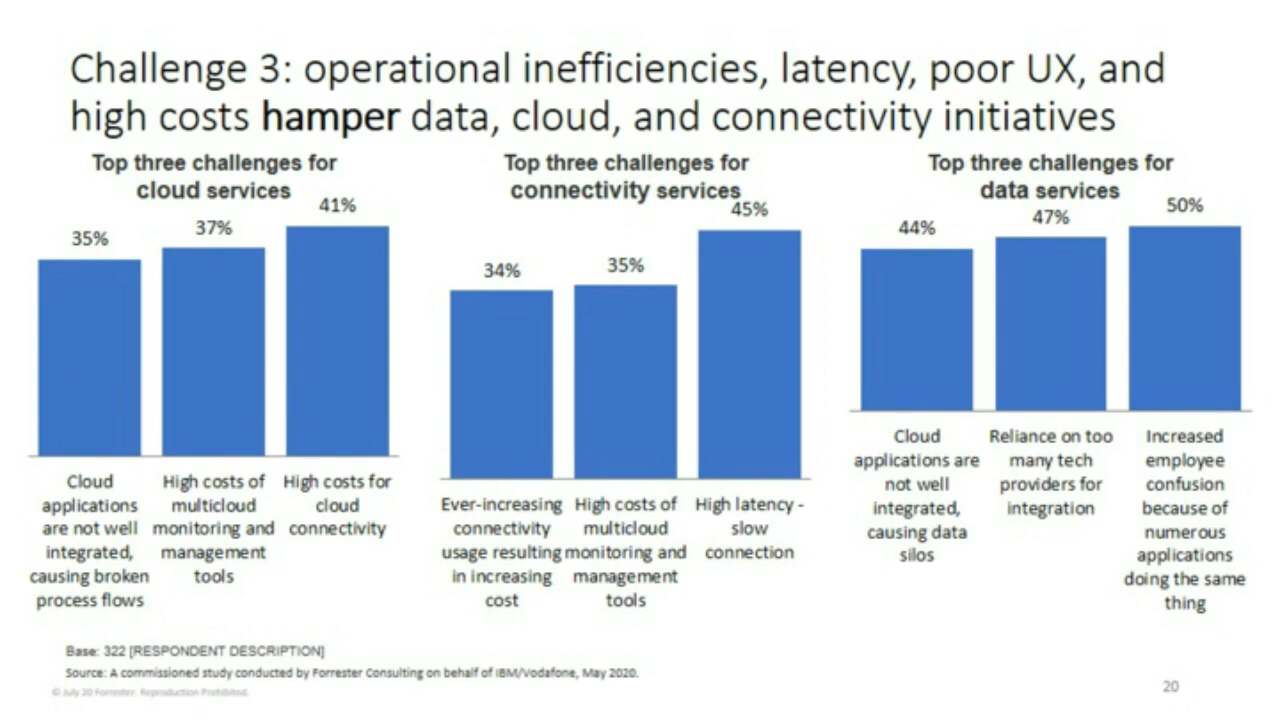 Challenge 3: operational inefficiencies, latency, poor UX, and
high costs hamper data, cloud, and connectivity initiatives
Top three challenges for
cloud services
35%
37%
41%
Cloud
applications
are not well
integrated,
causing broken
process flows
High costs of
multicloud
monitoring and
management
tools
High costs for
cloud
connectivity
Top three challenges for
connectivity services
34%
35%
45%
Ever-increasing
connectivity
usage resulting
in increasing
cost
High costs of
multicloud
monitoring and
management
tools
High latency -
slow
connection
Top three challenges for
data services
44%
47%
50%
Cloud
applications are
not well
integrated,
causing data
silos
Reliance on too
many tech
providers for
integration
Increased
employee
confusion
because of
numerous
applications
doing the same
thing
Base: 322 [RESPONDENT DESCRIPTION]
Source: A commissioned study conducted by Forrester Consulting on behalf of IBM/Vodafone, May 2020.
© July 20 Forrester. Reproduction Prohibited.
20